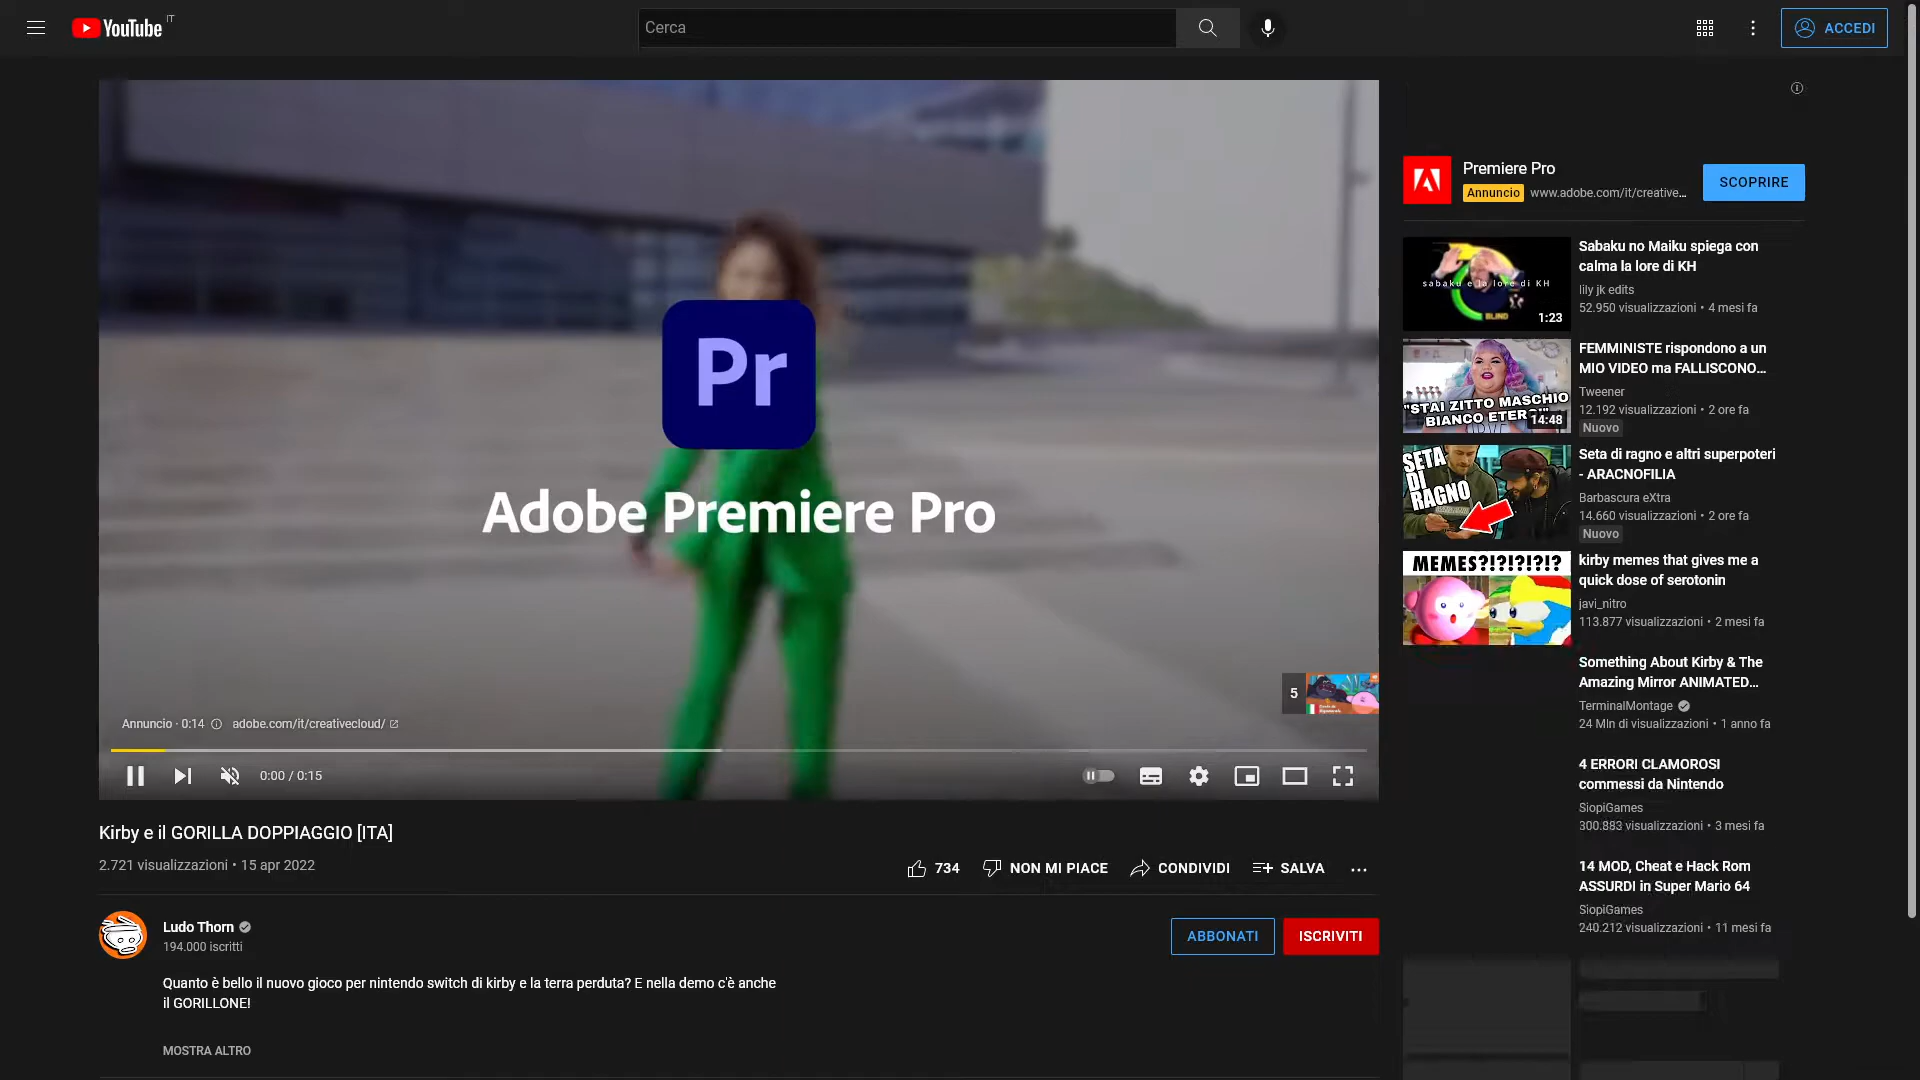 YouTube IT
Cerca
ACCEDI
Pr
Adobe Premiere Pro
5
Annuncio · 0:14 adobe.com/it/creativecloud/
0:00 / 0:15
Kirby e il GORILLA DOPPIAGGIO [ITA]
2.721 visualizzazioni • 15 apr 2022
734 NON MI PIACE CONDIVIDI SALVA
Ludo Thorn
194.000 iscritti
ABBONATI ISCRIVITI
Quanto è bello il nuovo gioco per nintendo switch di kirby e la terra perduta? E nella demo c'è anche
il GORILLONE!
MOSTRA ALTRO
Premiere Pro
Annuncio www.adobe.com/it/creative...
SCOPRIRE
sabaku e la lore di KH
BLIND
1:23
Sabaku no Maiku spiega con
calma la lore di KH
lily jk edits
52.950 visualizzazioni • 4 mesi fa
"STAI ZITTO MASCHIO
BIANCO ETERO!"
14:48
FEMMINISTE rispondono a un
MIO VIDEO ma FALLISCONO...
Tweener
12.192 visualizzazioni • 2 ore fa
Nuovo
SETA
DI
RAGNO
Seta di ragno e altri superpoteri
- ARACNOFILIA
Barbascura eXtra
14.660 visualizzazioni • 2 ore fa
Nuovo
MEMES?!?!?!?!?
kirby memes that gives me a
quick dose of serotonin
javi_nitro
113.877 visualizzazioni • 2 mesi fa
Something About Kirby & The
Amazing Mirror ANIMATED...
TerminalMontage
24 Mln di visualizzazioni • 1 anno fa
4 ERRORI CLAMOROSI
commessi da Nintendo
SiopiGames
300.883 visualizzazioni • 3 mesi fa
14 MOD, Cheat e Hack Rom
ASSURDI in Super Mario 64
SiopiGames
240.212 visualizzazioni • 11 mesi fa